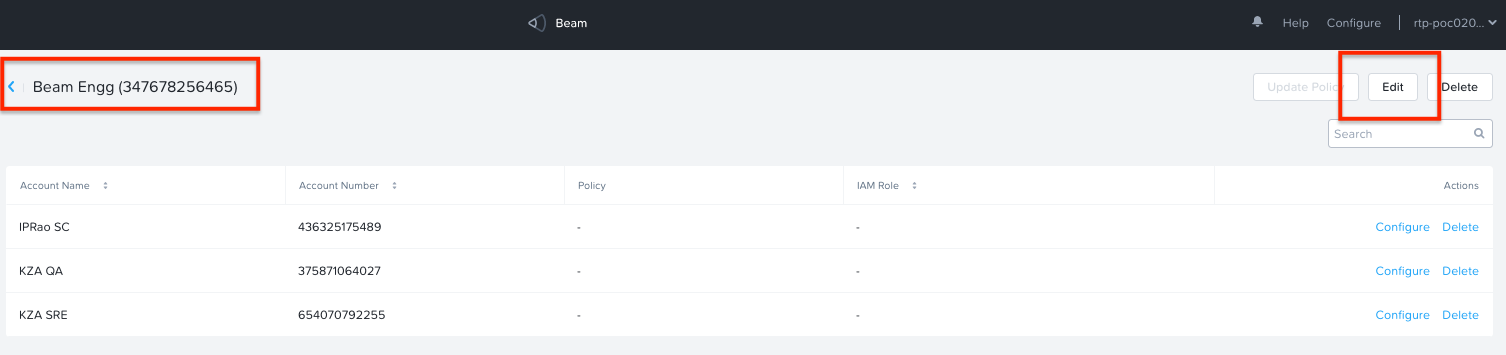 Beam Help Configure rtp-poc020...
Beam Engg (347678256465) Update Policy Edit Delete
Search
Account Name Account Number Policy IAM Role Actions
IPRao SC 436325175489 - - Configure Delete
KZA QA 375871064027 - - Configure Delete
KZA SRE 654070792255 - - Configure Delete